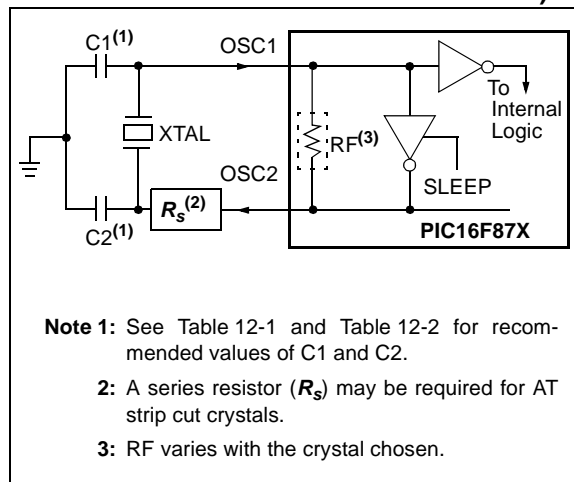 C1(1)
OSC1
To
Internal
Logic
XTAL
RF(3)
OSC2
SLEEP
Rs(2)
C2(1)
PIC16F87X
Note 1: See Table 12-1 and Table 12-2 for recom-
mended values of C1 and C2.
2: A series resistor (Rs) may be required for AT
strip cut crystals.
3: RF varies with the crystal chosen.